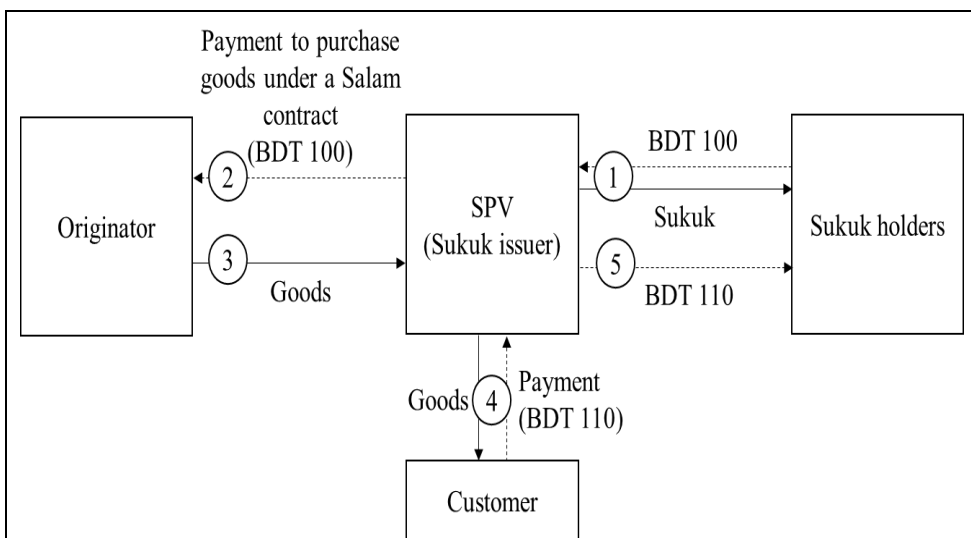 Payment to purchase
goods under a Salam
contract
(BDT 100)
2
Originator
3
Goods
SPV
(Sukuk issuer)
BDT 100
1
Sukuk
5
BDT 110
Sukuk holders
Goods
4
Payment
(BDT 110)
Customer